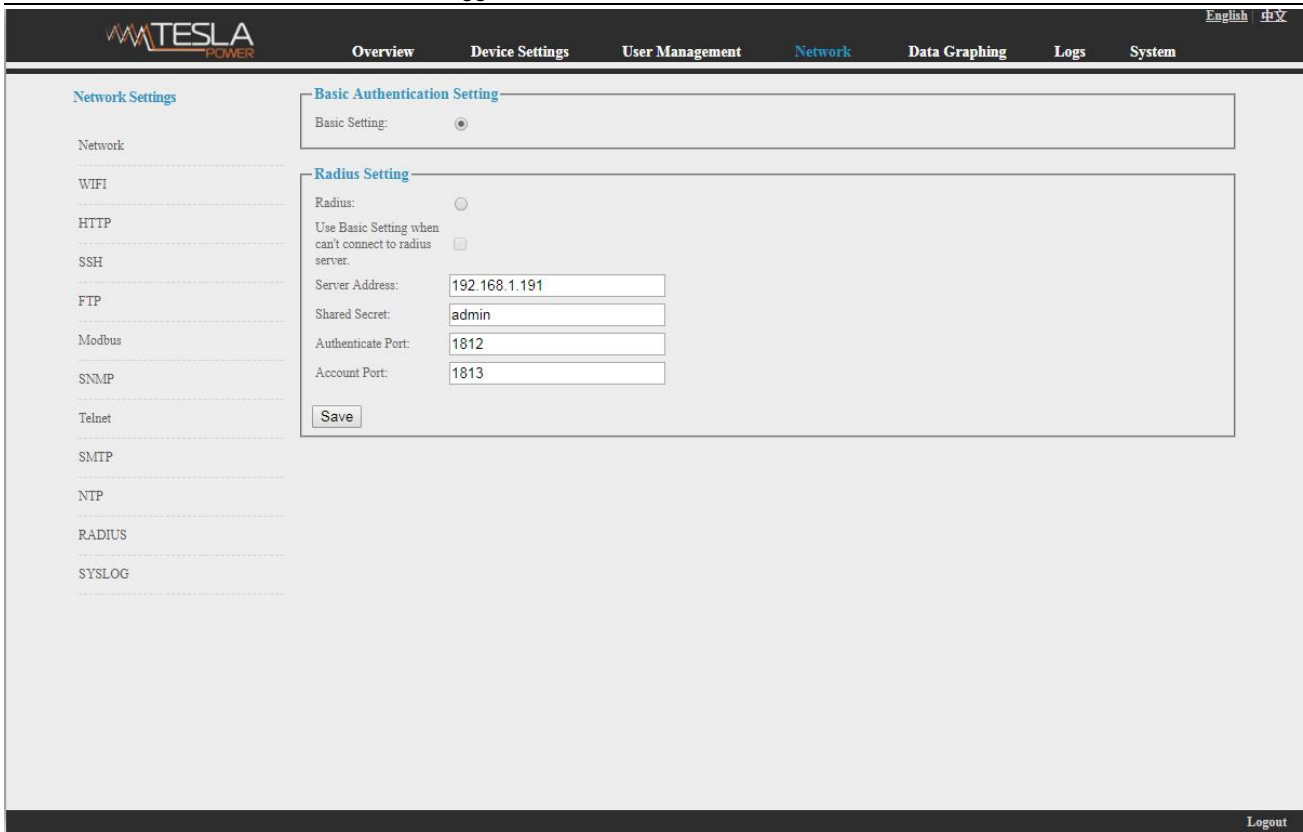 gg
English | 中文
TESLA
POWER
Overview Device Settings User Management Network Data Graphing Logs System
Network Settings
Network
WIFI
HTTP
SSH
FTP
Modbus
SNMP
Telnet
SMTP
NTP
RADIUS
SYSLOG
Basic Authentication Setting
Basic Setting:
Radius Setting
Radius:
Use Basic Setting when
can't connect to radius
server.
Server Address: 192.168.1.191
Shared Secret: admin
Authenticate Port: 1812
Account Port: 1813
Save
Logout